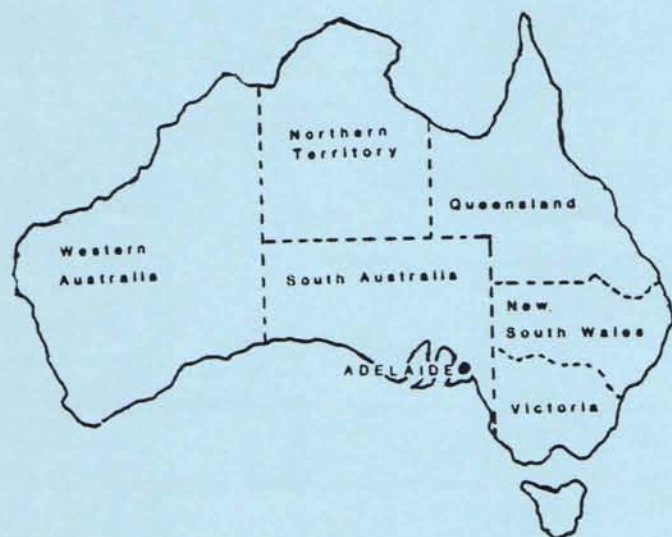 Northern
Territory
Queensland
Western
Australia
South Australia
New
South Wales
ADELAIDE
Victoria